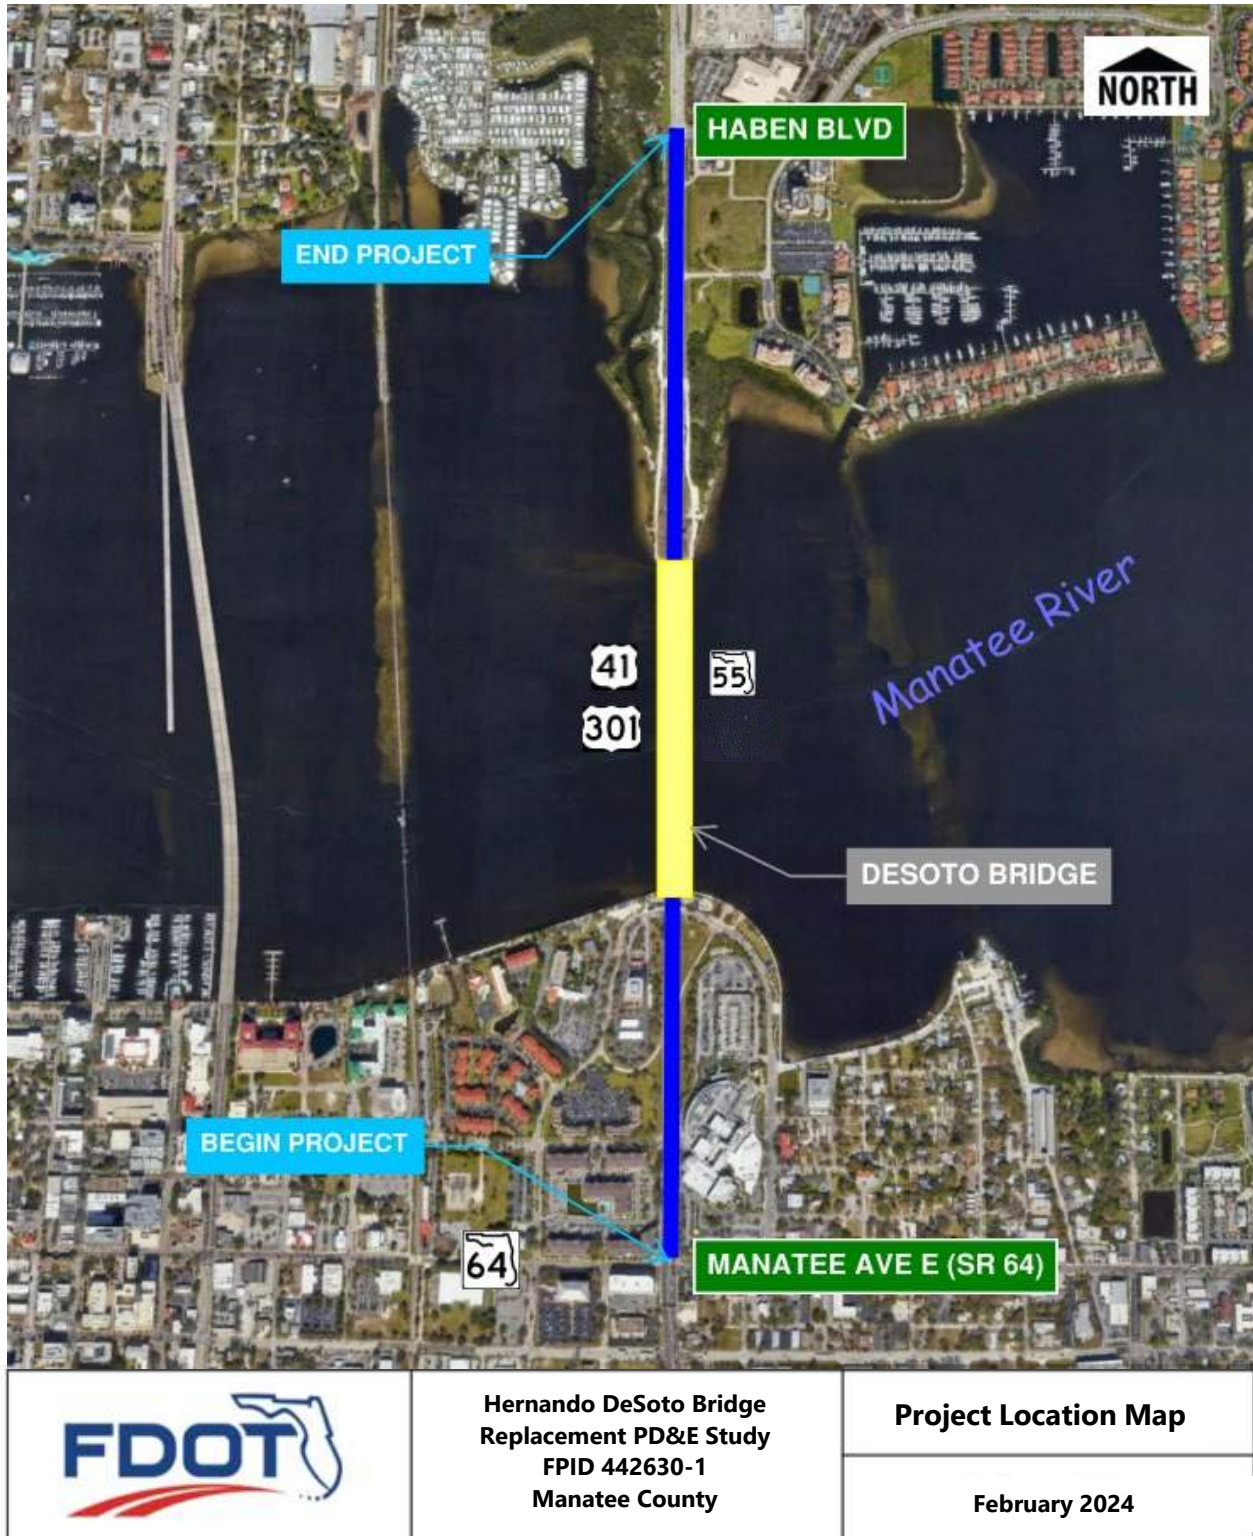 NORTH
HABEN BLVD
END PROJECT
41
55
301
Manatee River
DESOTO BRIDGE
BEGIN PROJECT
64
MANATEE AVE E (SR 64)
FDOT
Hernando DeSoto Bridge
Replacement PD&E Study
FPID 442630-1
Manatee County
Project Location Map
February 2024